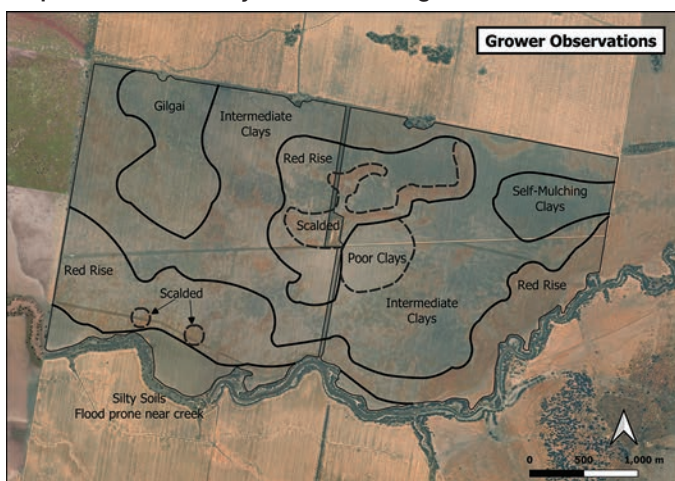 Grower Observations
Gilgai
Intermediate
Clays
Red Rise
Self-Mulching
Clays
Scalded
Poor Clays
Red Rise
Scalded
Red Rise
Intermediate
Clays
Silty Soils
Flood prone near creek
0 500 1,000 m